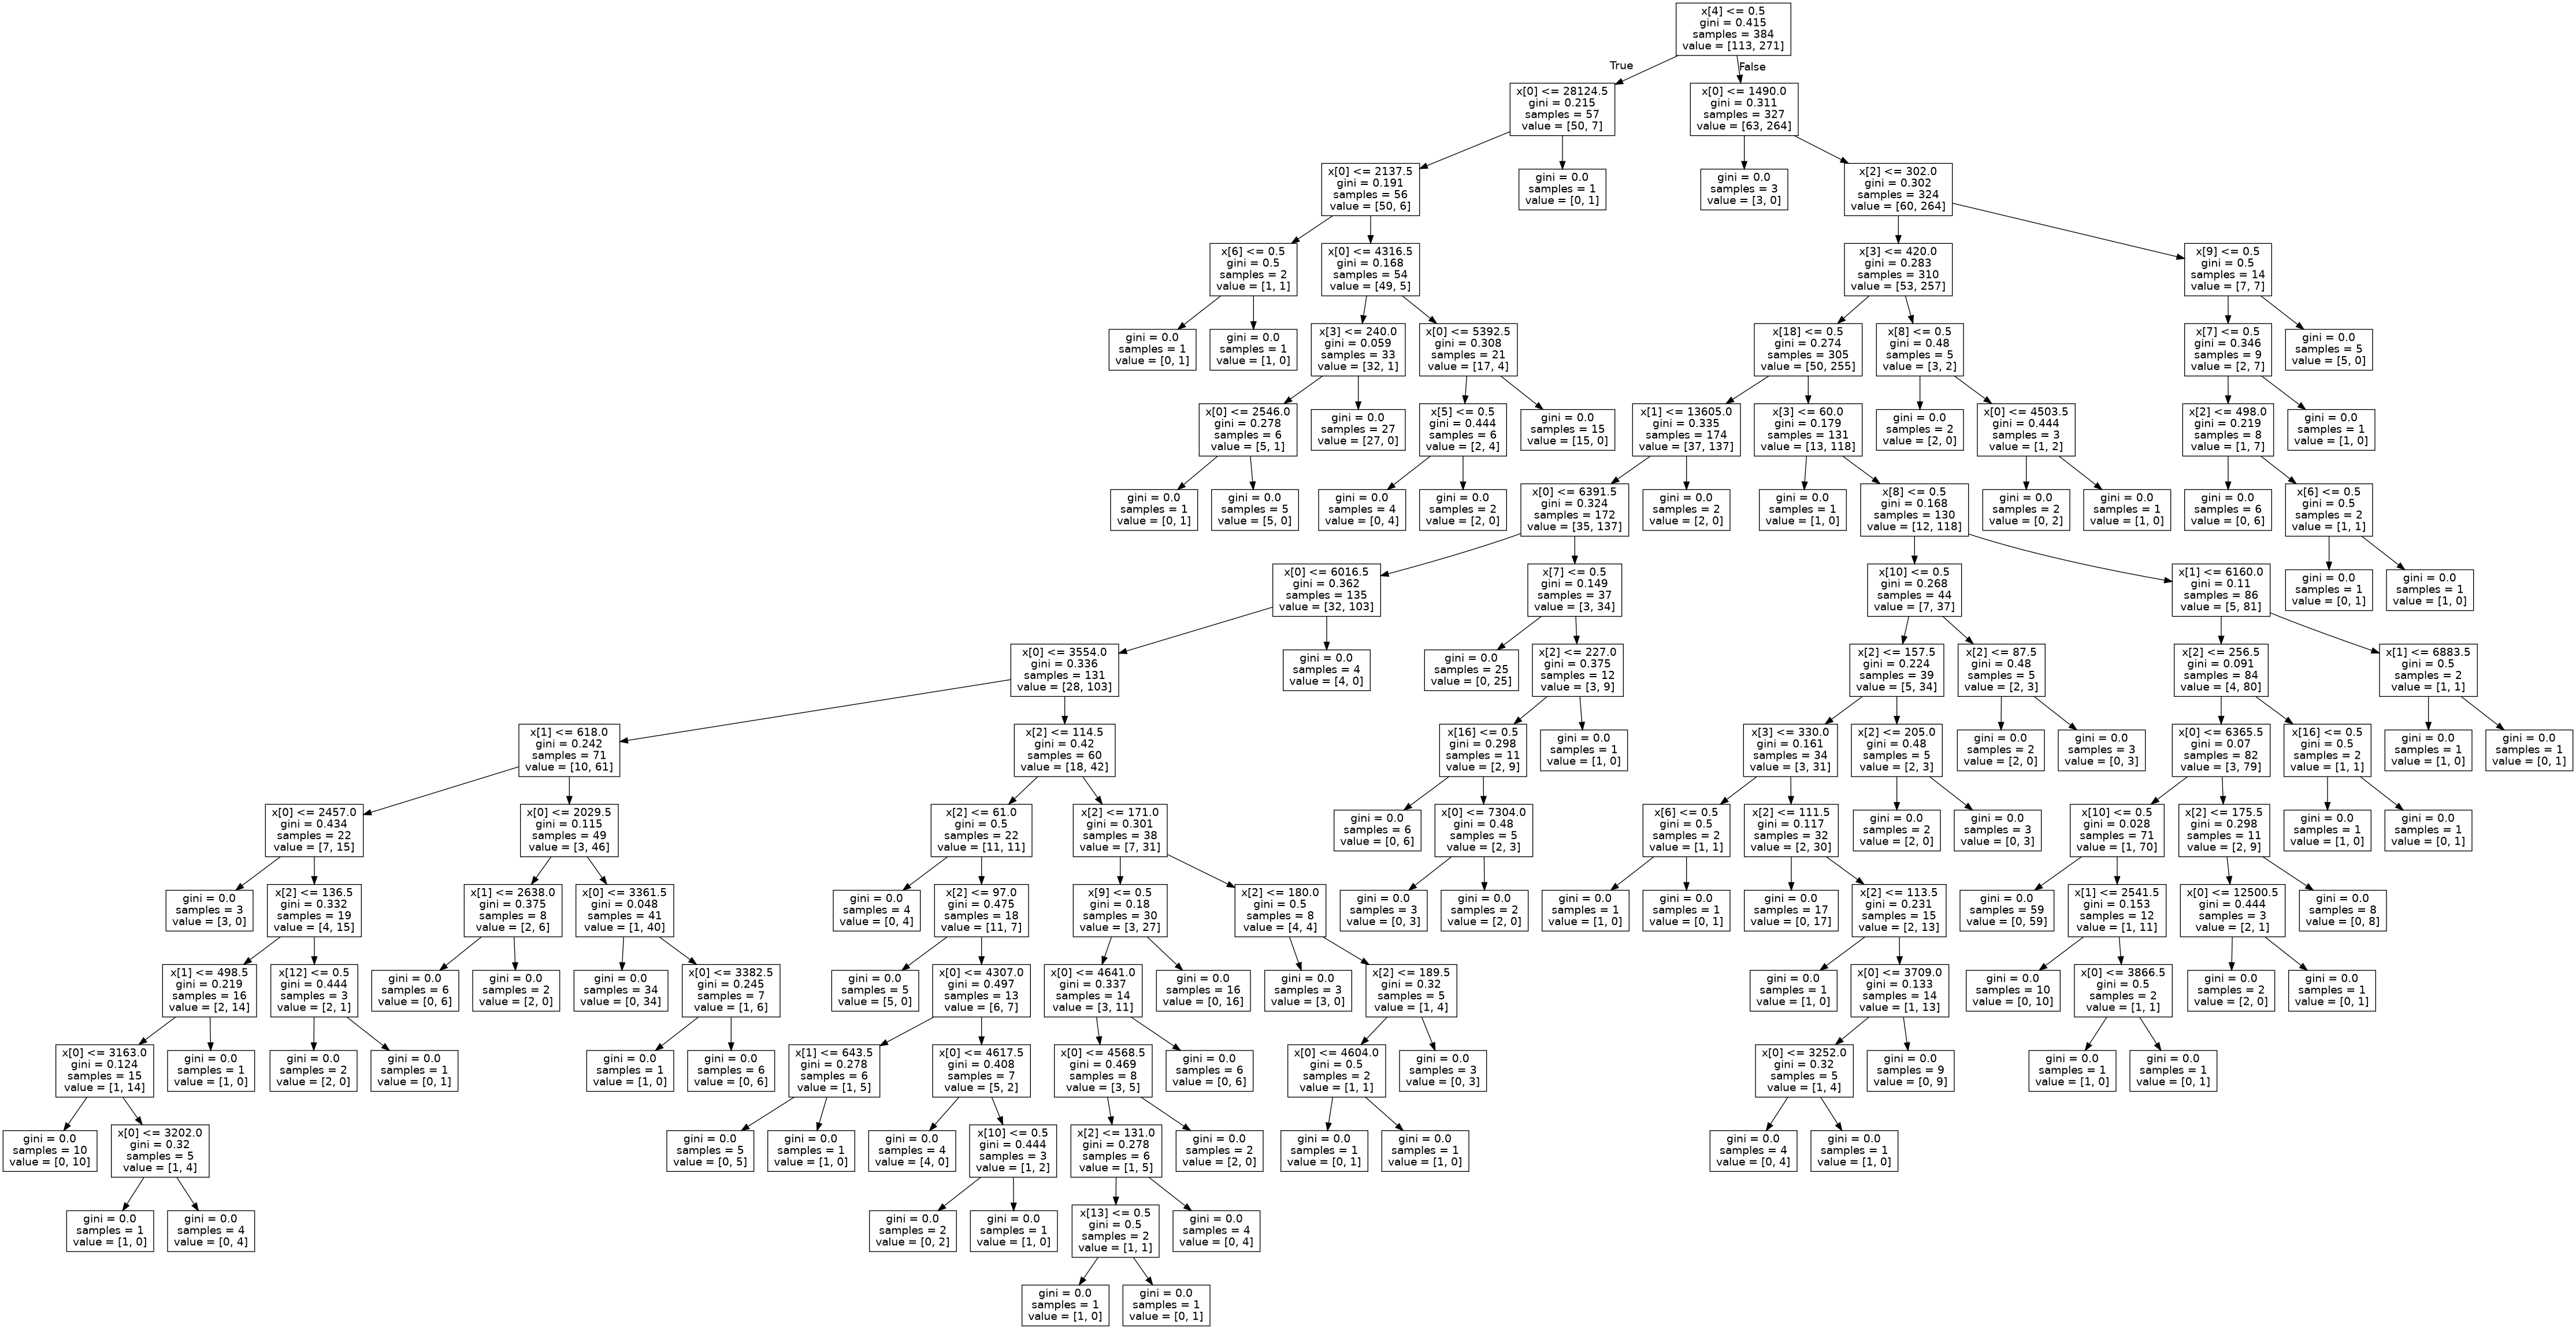 x[4] <= 0.5
gini = 0.415
samples = 384
value = [113, 271]
True
False
x[0] <= 28124.5
gini = 0.215
samples = 57
value = [50, 7]
x[0] <= 1490.0
gini = 0.311
samples = 327
value = [63, 264]
x[0] <= 2137.5
gini = 0.191
samples = 56
value = [50, 6]
gini = 0.0
samples = 1
value = [0, 1]
gini = 0.0
samples = 3
value = [3, 0]
x[2] <= 302.0
gini = 0.302
samples = 324
value = [60, 264]
x[6] <= 0.5
gini = 0.5
samples = 2
value = [1, 1]
x[0] <= 4316.5
gini = 0.168
samples = 54
value = [49, 5]
x[3] <= 420.0
gini = 0.283
samples = 310
value = [53, 257]
x[9] <= 0.5
gini = 0.5
samples = 14
value = [7, 7]
gini = 0.0
samples = 1
value = [0, 1]
gini = 0.0
samples = 1
value = [1, 0]
x[3] <= 240.0
gini = 0.059
samples = 33
value = [32, 1]
x[0] <= 5392.5
gini = 0.308
samples = 21
value = [17, 4]
x[18] <= 0.5
gini = 0.274
samples = 305
value = [50, 255]
x[8] <= 0.5
gini = 0.48
samples = 5
value = [3, 2]
x[7] <= 0.5
gini = 0.346
samples = 9
value = [2, 7]
gini = 0.0
samples = 5
value = [5, 0]
x[0] <= 2546.0
gini = 0.278
samples = 6
value = [5, 1]
gini = 0.0
samples = 27
value = [27, 0]
x[5] <= 0.5
gini = 0.444
samples = 6
value = [2, 4]
gini = 0.0
samples = 15
value = [15, 0]
x[1] <= 13605.0
gini = 0.335
samples = 174
value = [37, 137]
x[3] <= 60.0
gini = 0.179
samples = 131
value = [13, 118]
gini = 0.0
samples = 2
value = [2, 0]
x[0] <= 4503.5
gini = 0.444
samples = 3
value = [1, 2]
x[2] <= 498.0
gini = 0.219
samples = 8
value = [1, 7]
gini = 0.0
samples = 1
value = [1, 0]
gini = 0.0
samples = 1
value = [0, 1]
gini = 0.0
samples = 5
value = [5, 0]
gini = 0.0
samples = 4
value = [0, 4]
gini = 0.0
samples = 2
value = [2, 0]
x[0] <= 6391.5
gini = 0.324
samples = 172
value = [35, 137]
gini = 0.0
samples = 2
value = [2, 0]
gini = 0.0
samples = 1
value = [1, 0]
x[8] <= 0.5
gini = 0.168
samples = 130
value = [12, 118]
gini = 0.0
samples = 2
value = [0, 2]
gini = 0.0
samples = 1
value = [1, 0]
gini = 0.0
samples = 6
value = [0, 6]
x[6] <= 0.5
gini = 0.5
samples = 2
value = [1, 1]
x[0] <= 6016.5
gini = 0.362
samples = 135
value = [32, 103]
x[7] <= 0.5
gini = 0.149
samples = 37
value = [3, 34]
x[10] <= 0.5
gini = 0.268
samples = 44
value = [7, 37]
x[1] <= 6160.0
gini = 0.11
samples = 86
value = [5, 81]
gini = 0.0
samples = 1
value = [0, 1]
gini = 0.0
samples = 1
value = [1, 0]
x[0] <= 3554.0
gini = 0.336
samples = 131
value = [28, 103]
gini = 0.0
samples = 4
value = [4, 0]
gini = 0.0
samples = 25
value = [0, 25]
x[2] <= 227.0
gini = 0.375
samples = 12
value = [3, 9]
x[2] <= 157.5
gini = 0.224
samples = 39
value = [5, 34]
x[2] <= 87.5
gini = 0.48
samples = 5
value = [2, 3]
x[2] <= 256.5
gini = 0.091
samples = 84
value = [4, 80]
x[1] <= 6883.5
gini = 0.5
samples = 2
value = [1, 1]
x[1] <= 618.0
gini = 0.242
samples = 71
value = [10, 61]
x[2] <= 114.5
gini = 0.42
samples = 60
value = [18, 42]
x[16] <= 0.5
gini = 0.298
samples = 11
value = [2, 9]
gini = 0.0
samples = 1
value = [1, 0]
x[3] <= 330.0
gini = 0.161
samples = 34
value = [3, 31]
x[2] <= 205.0
gini = 0.48
samples = 5
value = [2, 3]
gini = 0.0
samples = 2
value = [2, 0]
gini = 0.0
samples = 3
value = [0, 3]
x[0] <= 6365.5
gini = 0.07
samples = 82
value = [3, 79]
x[16] <= 0.5
gini = 0.5
samples = 2
value = [1, 1]
gini = 0.0
samples = 1
value = [1, 0]
gini = 0.0
samples = 1
value = [0, 1]
x[0] <= 2457.0
gini = 0.434
samples = 22
value = [7, 15]
x[0] <= 2029.5
gini = 0.115
samples = 49
value = [3, 46]
x[2] <= 61.0
gini = 0.5
samples = 22
value = [11, 11]
x[2] <= 171.0
gini = 0.301
samples = 38
value = [7, 31]
gini = 0.0
samples = 6
value = [0, 6]
x[0] <= 7304.0
gini = 0.48
samples = 5
value = [2, 3]
x[6] <= 0.5
gini = 0.5
samples = 2
value = [1, 1]
x[2] <= 111.5
gini = 0.117
samples = 32
value = [2, 30]
gini = 0.0
samples = 2
value = [2, 0]
gini = 0.0
samples = 3
value = [0, 3]
x[10] <= 0.5
gini = 0.028
samples = 71
value = [1, 70]
x[2] <= 175.5
gini = 0.298
samples = 11
value = [2, 9]
gini = 0.0
samples = 1
value = [1, 0]
gini = 0.0
samples = 1
value = [0, 1]
gini = 0.0
samples = 3
value = [3, 0]
x[2] <= 136.5
gini = 0.332
samples = 19
value = [4, 15]
x[1] <= 2638.0
gini = 0.375
samples = 8
value = [2, 6]
x[0] <= 3361.5
gini = 0.048
samples = 41
value = [1, 40]
gini = 0.0
samples = 4
value = [0, 4]
x[2] <= 97.0
gini = 0.475
samples = 18
value = [11, 7]
x[9] <= 0.5
gini = 0.18
samples = 30
value = [3, 27]
x[2] <= 180.0
gini = 0.5
samples = 8
value = [4, 4]
gini = 0.0
samples = 3
value = [0, 3]
gini = 0.0
samples = 2
value = [2, 0]
gini = 0.0
samples = 1
value = [1, 0]
gini = 0.0
samples = 1
value = [0, 1]
gini = 0.0
samples = 17
value = [0, 17]
x[2] <= 113.5
gini = 0.231
samples = 15
value = [2, 13]
gini = 0.0
samples = 59
value = [0, 59]
x[1] <= 2541.5
gini = 0.153
samples = 12
value = [1, 11]
x[0] <= 12500.5
gini = 0.444
samples = 3
value = [2, 1]
gini = 0.0
samples = 8
value = [0, 8]
x[1] <= 498.5
gini = 0.219
samples = 16
value = [2, 14]
x[12] <= 0.5
gini = 0.444
samples = 3
value = [2, 1]
gini = 0.0
samples = 6
value = [0, 6]
gini = 0.0
samples = 2
value = [2, 0]
gini = 0.0
samples = 34
value = [0, 34]
x[0] <= 3382.5
gini = 0.245
samples = 7
value = [1, 6]
gini = 0.0
samples = 5
value = [5, 0]
x[0] <= 4307.0
gini = 0.497
samples = 13
value = [6, 7]
x[0] <= 4641.0
gini = 0.337
samples = 14
value = [3, 11]
gini = 0.0
samples = 16
value = [0, 16]
gini = 0.0
samples = 3
value = [3, 0]
x[2] <= 189.5
gini = 0.32
samples = 5
value = [1, 4]
gini = 0.0
samples = 1
value = [1, 0]
x[0] <= 3709.0
gini = 0.133
samples = 14
value = [1, 13]
gini = 0.0
samples = 10
value = [0, 10]
x[0] <= 3866.5
gini = 0.5
samples = 2
value = [1, 1]
gini = 0.0
samples = 2
value = [2, 0]
gini = 0.0
samples = 1
value = [0, 1]
x[0] <= 3163.0
gini = 0.124
samples = 15
value = [1, 14]
gini = 0.0
samples = 1
value = [1, 0]
gini = 0.0
samples = 2
value = [2, 0]
gini = 0.0
samples = 1
value = [0, 1]
gini = 0.0
samples = 1
value = [1, 0]
gini = 0.0
samples = 6
value = [0, 6]
x[1] <= 643.5
gini = 0.278
samples = 6
value = [1, 5]
x[0] <= 4617.5
gini = 0.408
samples = 7
value = [5, 2]
x[0] <= 4568.5
gini = 0.469
samples = 8
value = [3, 5]
gini = 0.0
samples = 6
value = [0, 6]
x[0] <= 4604.0
gini = 0.5
samples = 2
value = [1, 1]
gini = 0.0
samples = 3
value = [0, 3]
x[0] <= 3252.0
gini = 0.32
samples = 5
value = [1, 4]
gini = 0.0
samples = 9
value = [0, 9]
gini = 0.0
samples = 1
value = [1, 0]
gini = 0.0
samples = 1
value = [0, 1]
gini = 0.0
samples = 10
value = [0, 10]
x[0] <= 3202.0
gini = 0.32
samples = 5
value = [1, 4]
gini = 0.0
samples = 5
value = [0, 5]
gini = 0.0
samples = 1
value = [1, 0]
gini = 0.0
samples = 4
value = [4, 0]
x[10] <= 0.5
gini = 0.444
samples = 3
value = [1, 2]
x[2] <= 131.0
gini = 0.278
samples = 6
value = [1, 5]
gini = 0.0
samples = 2
value = [2, 0]
gini = 0.0
samples = 1
value = [0, 1]
gini = 0.0
samples = 1
value = [1, 0]
gini = 0.0
samples = 4
value = [0, 4]
gini = 0.0
samples = 1
value = [1, 0]
gini = 0.0
samples = 1
value = [1, 0]
gini = 0.0
samples = 4
value = [0, 4]
gini = 0.0
samples = 2
value = [0, 2]
gini = 0.0
samples = 1
value = [1, 0]
x[13] <= 0.5
gini = 0.5
samples = 2
value = [1, 1]
gini = 0.0
samples = 4
value = [0, 4]
gini = 0.0
samples = 1
value = [1, 0]
gini = 0.0
samples = 1
value = [0, 1]